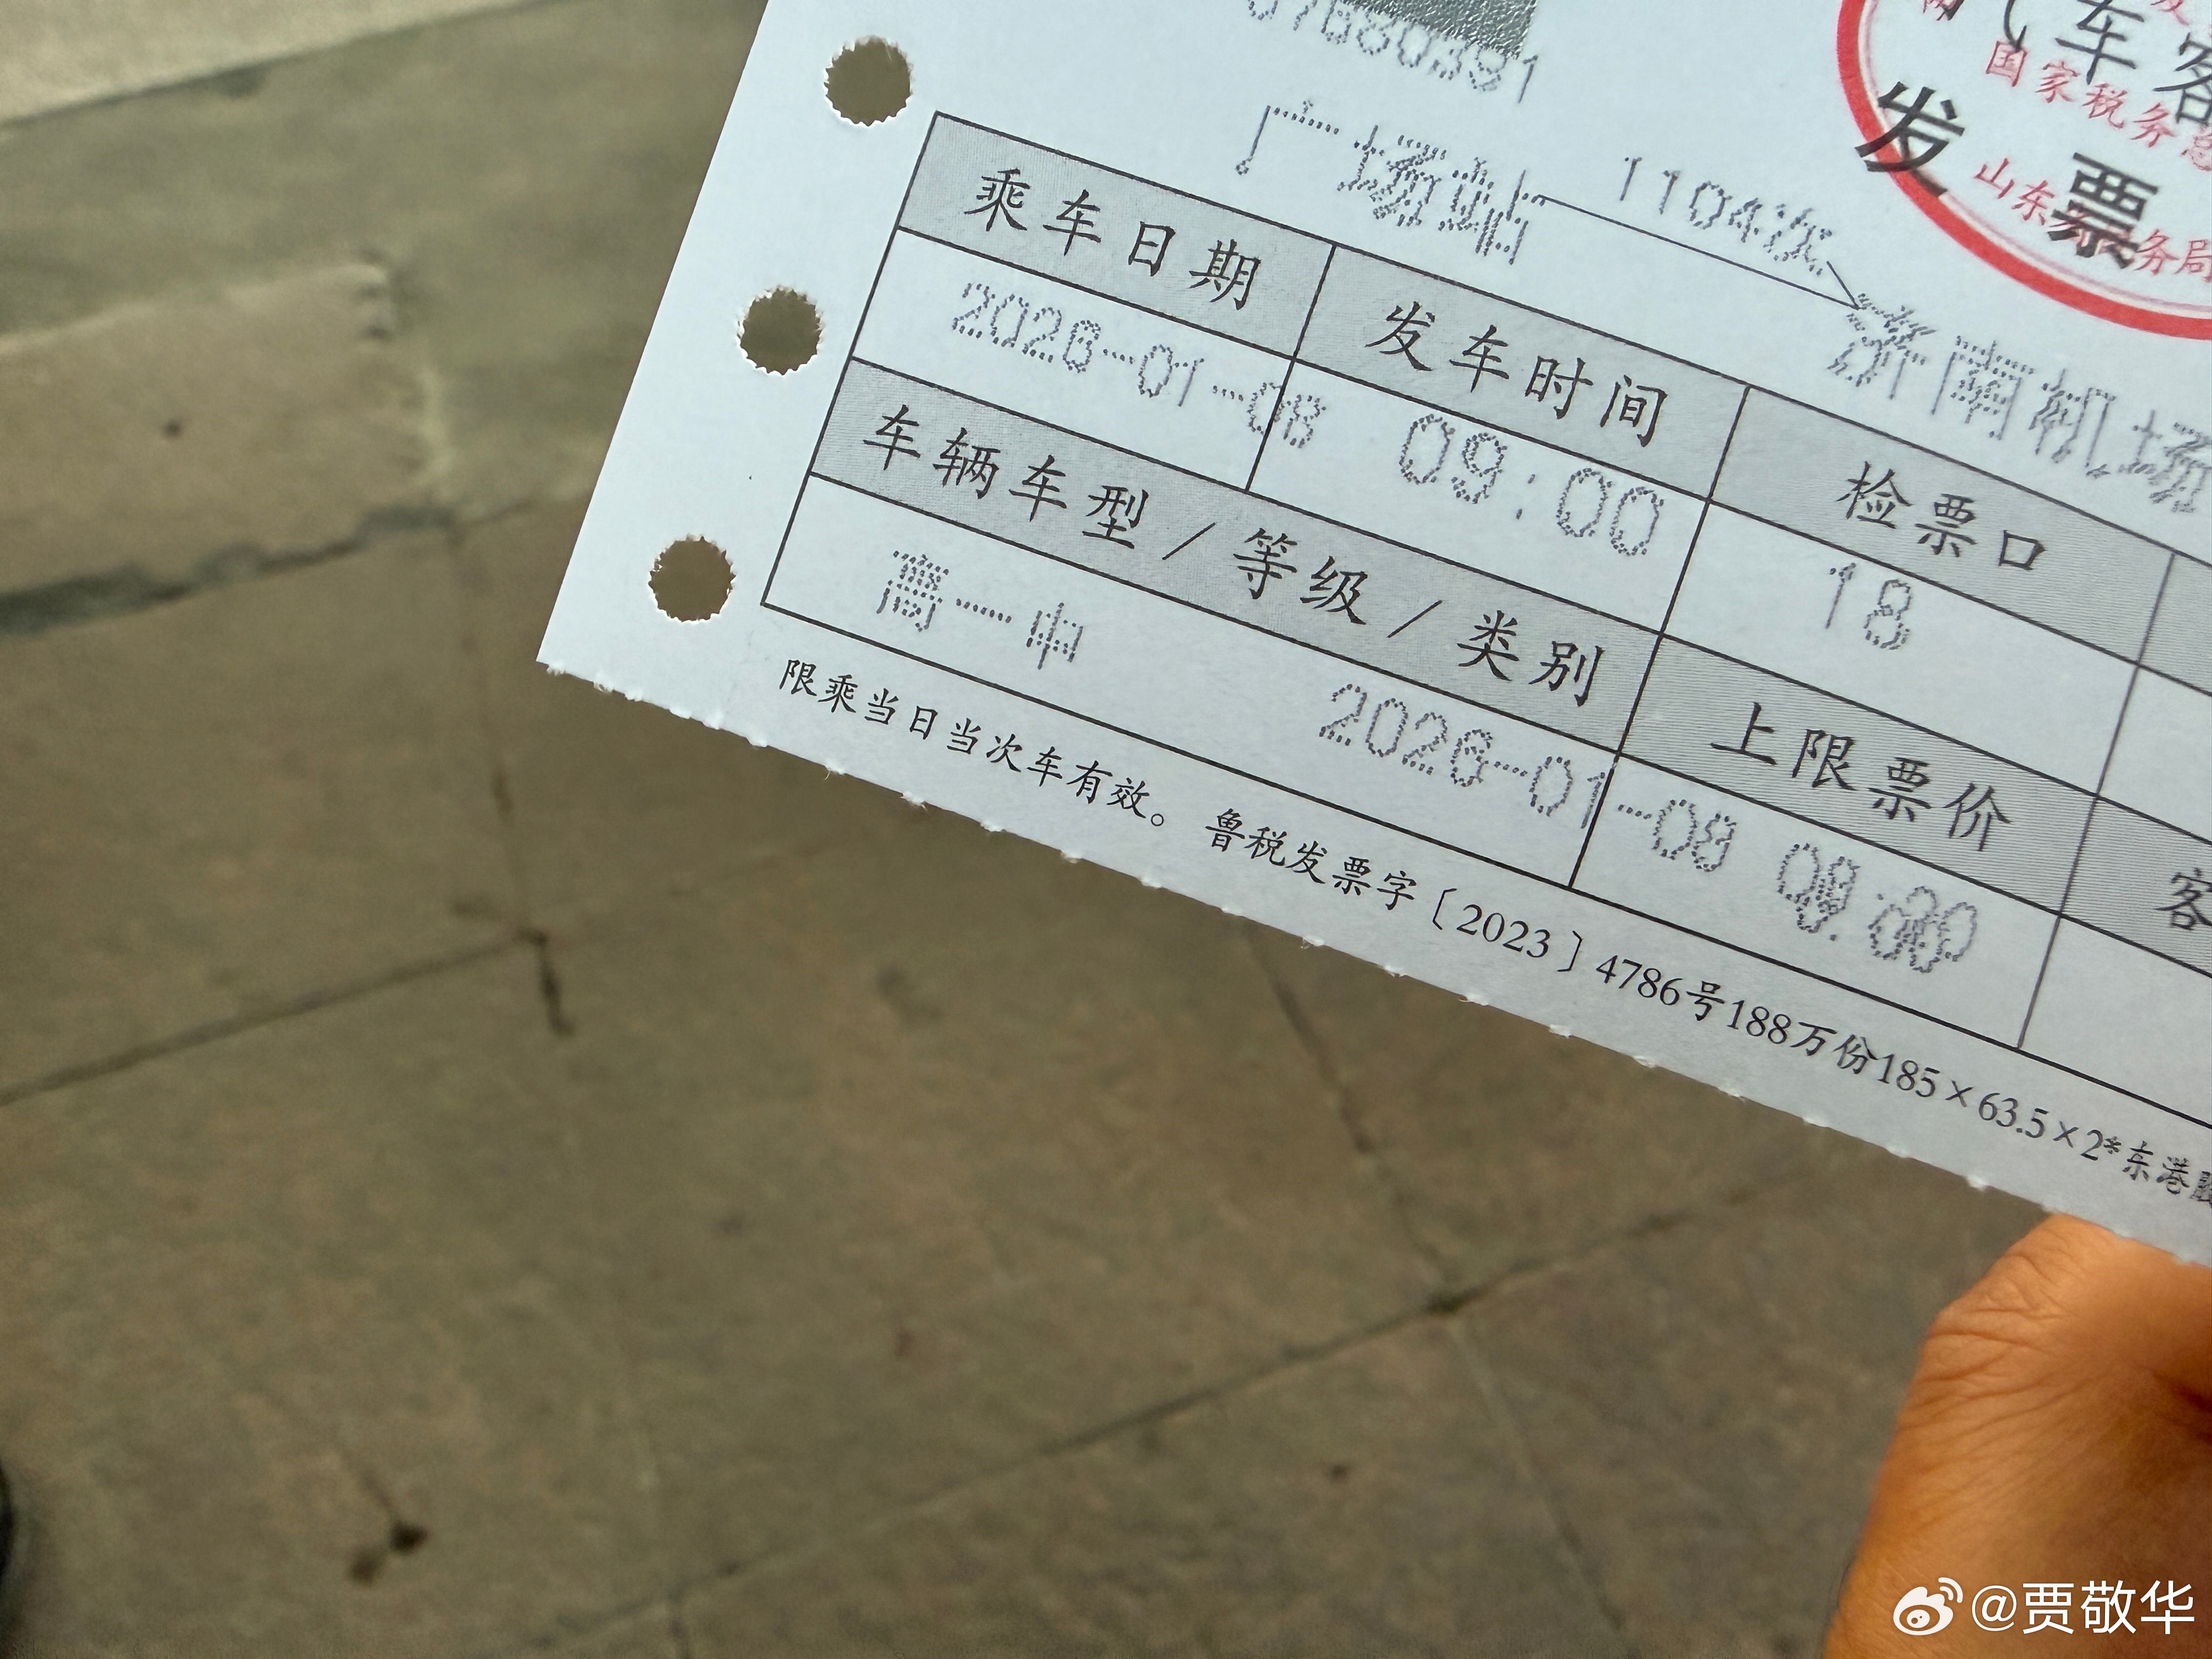 07680391
汽车客
国家税务总
发票
山东 务局
广场站 1104次 济南机场
乘车日期 发车时间 检票口
2026-01-08 09:00 18
车辆车型/等级/类别 上限票价 客
高一中 2026-01-08
限乘当日当次车有效。 鲁税发票字〔2023〕4786号188万份185×63.5×2*东港股
@贾敬华